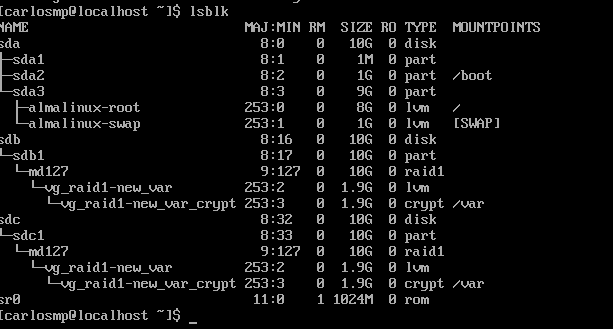 [carlosmp@localhost ~]$ lsblk
NAME MAJ:MIN RM SIZE RO TYPE MOUNTPOINTS
sda 8:0 0 10G 0 disk
├─sda1 8:1 0 1M 0 part
├─sda2 8:2 0 1G 0 part /boot
└─sda3 8:3 0 9G 0 part
├─almalinux-root 253:0 0 8G 0 lvm /
└─almalinux-swap 253:1 0 1G 0 lvm [SWAP]
sdb 8:16 0 10G 0 disk
└─sdb1 8:17 0 10G 0 part
└─md127 9:127 0 10G 0 raid1
└─vg_raid1-new_var 253:2 0 1.9G 0 lvm
└─vg_raid1-new_var_crypt 253:3 0 1.9G 0 crypt /var
sdc 8:32 0 10G 0 disk
└─sdc1 8:33 0 10G 0 part
└─md127 9:127 0 10G 0 raid1
└─vg_raid1-new_var 253:2 0 1.9G 0 lvm
└─vg_raid1-new_var_crypt 253:3 0 1.9G 0 crypt /var
sr0 11:0 1 1024M 0 rom
[carlosmp@localhost ~]$ _